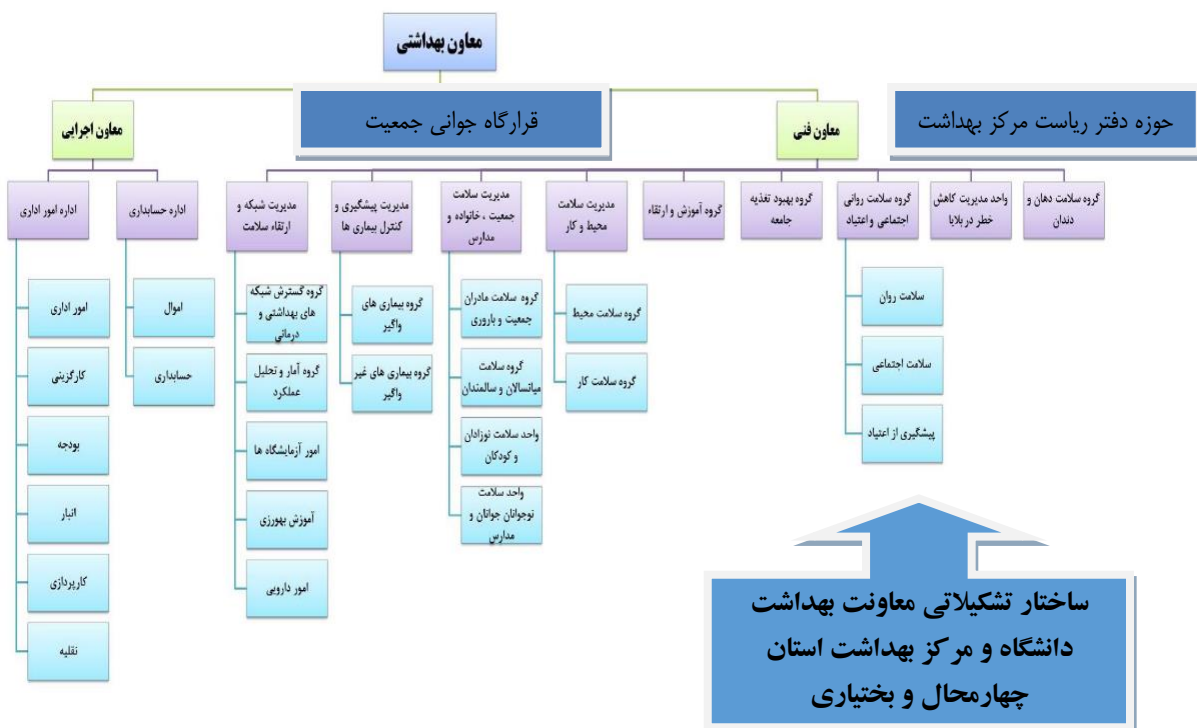 معاون بهداشتی
حوزه دفتر ریاست مرکز بهداشت
قرارگاه جوانی جمعیت
معاون فنی
معاون اجرایی
گروه سلامت دهان و
دندان
واحد مدیریت کاهش
خطر در بلایا
گروه سلامت روانی
اجتماعی و اعتیاد
گروه بهبود تغذیه
جامعه
گروه آموزش و ارتقاء
مدیریت سلامت
محیط و کار
مدیریت سلامت
جمعیت ، خانواده و
مدارس
مدیریت پیشگیری و
کنترل بیماری ها
مدیریت شبکه و
ارتقاء سلامت
اداره حسابداری
اداره امور اداری
سلامت روان
سلامت اجتماعی
پیشگیری از اعتیاد
گروه سلامت محیط
گروه سلامت کار
گروه سلامت مادران
جمعیت و باروری
گروه سلامت
میانسالان و سالمندان
واحد سلامت نوزادان
و کودکان
واحد سلامت
نوجوانان جوانان و
مدارس
گروه بیماری های
واگیر
گروه بیماری های غیر
واگیر
گروه گسترش شبکه
های بهداشتی و
درمانی
گروه آمار و تحلیل
عملکرد
امور آزمایشگاه ها
آموزش بهورزی
امور دارویی
اموال
حسابداری
امور اداری
کارگزینی
بودجه
انبار
کارپردازی
نقلیه
ساختار تشکیلاتی معاونت بهداشت
دانشگاه و مرکز بهداشت استان
چهارمحال و بختیاری